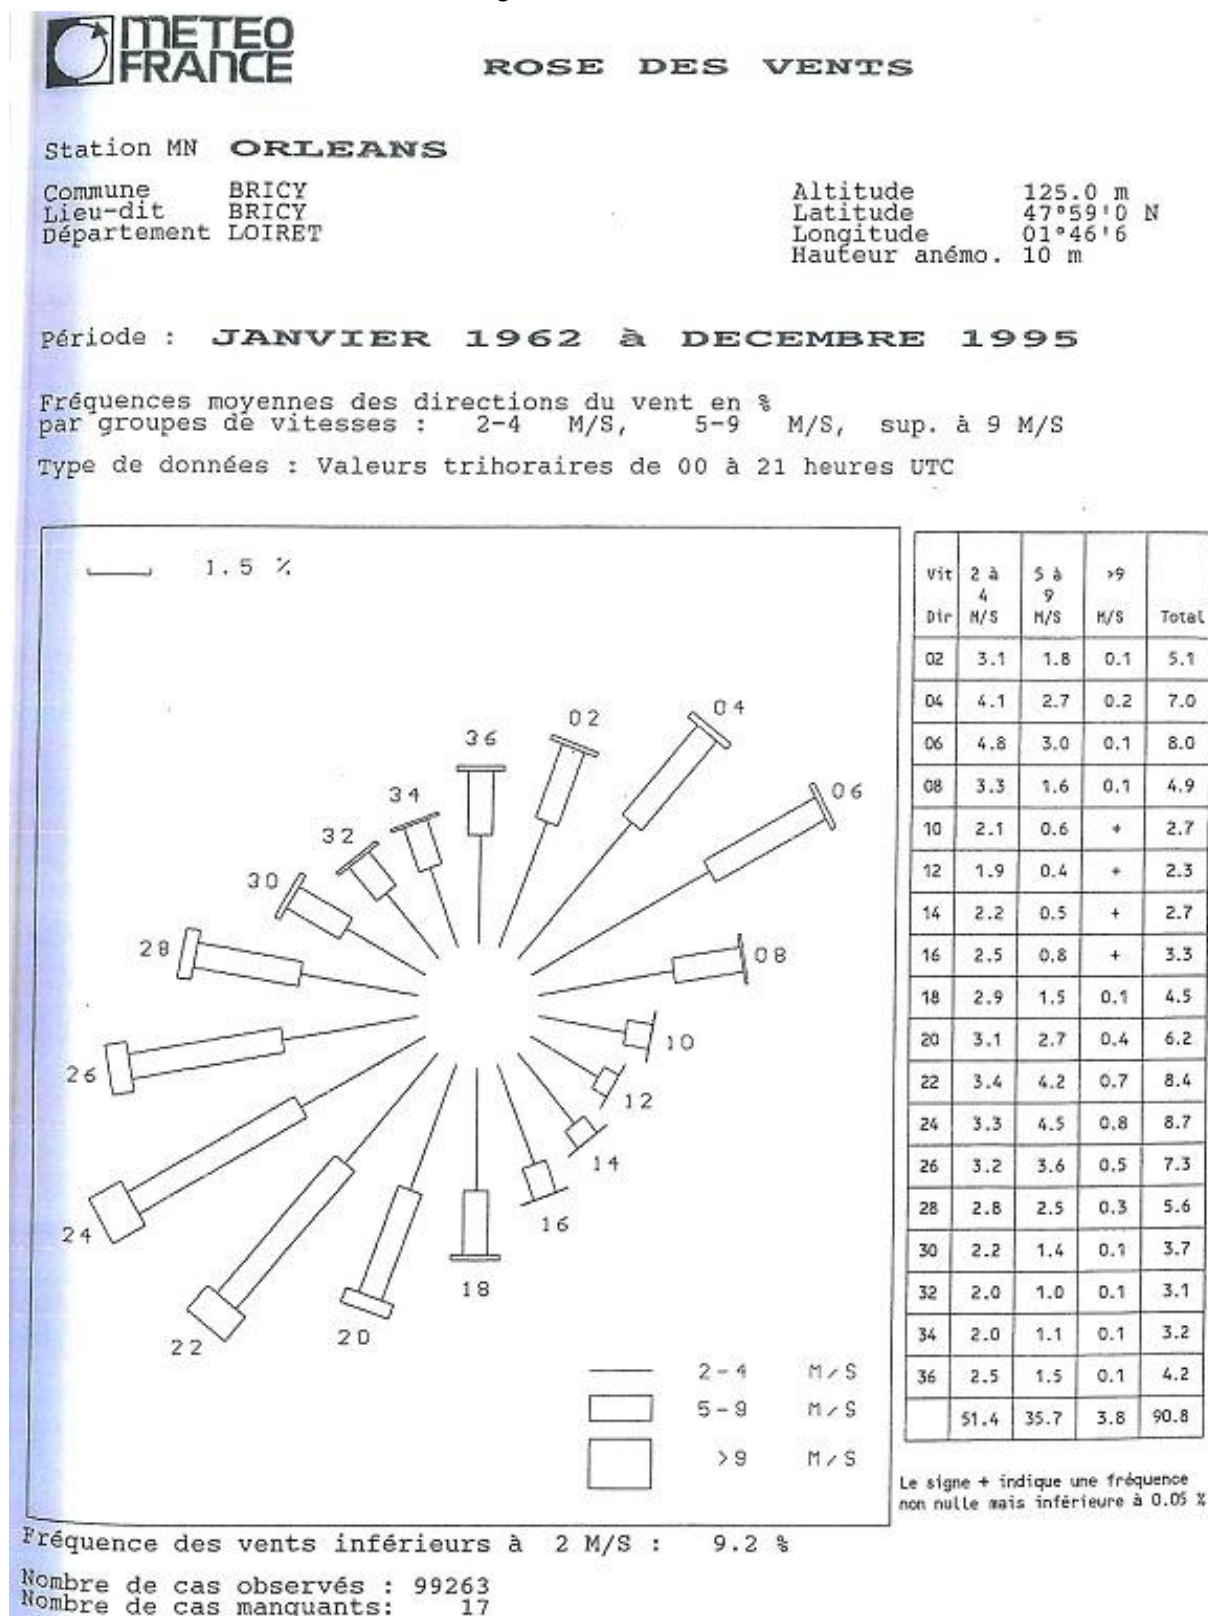 METEO
FRANCE
ROSE DES VENTS
Station MN ORLEANS
Commune BRICY
Lieu-dit BRICY
Département LOIRET
Altitude 125.0 m
Latitude 47°59'0 N
Longitude 01°46'6
Hauteur anémo. 10 m
Période : JANVIER 1962 à DECEMBRE 1995
Fréquences moyennes des directions du vent en %
par groupes de vitesses : 2-4 M/S, 5-9 M/S, sup. à 9 M/S
Type de données : Valeurs trihoraires de 00 à 21 heures UTC
1.5 %
36
02
04
06
08
10
12
14
16
18
20
22
24
26
28
30
32
34
2-4 M/S
5-9 M/S
>9 M/S
Vit 2 à 5 à >9
4 9
Dir M/S M/S M/S Total
02 3.1 1.8 0.1 5.1
04 4.1 2.7 0.2 7.0
06 4.8 3.0 0.1 8.0
08 3.3 1.6 0.1 4.9
10 2.1 0.6 + 2.7
12 1.9 0.4 + 2.3
14 2.2 0.5 + 2.7
16 2.5 0.8 + 3.3
18 2.9 1.5 0.1 4.5
20 3.1 2.7 0.4 6.2
22 3.4 4.2 0.7 8.4
24 3.3 4.5 0.8 8.7
26 3.2 3.6 0.5 7.3
28 2.8 2.5 0.3 5.6
30 2.2 1.4 0.1 3.7
32 2.0 1.0 0.1 3.1
34 2.0 1.1 0.1 3.2
36 2.5 1.5 0.1 4.2
51.4 35.7 3.8 90.8
Le signe + indique une fréquence
non nulle mais inférieure à 0.05 %
Fréquence des vents inférieurs à 2 M/S : 9.2 %
Nombre de cas observés : 99263
Nombre de cas manquants: 17